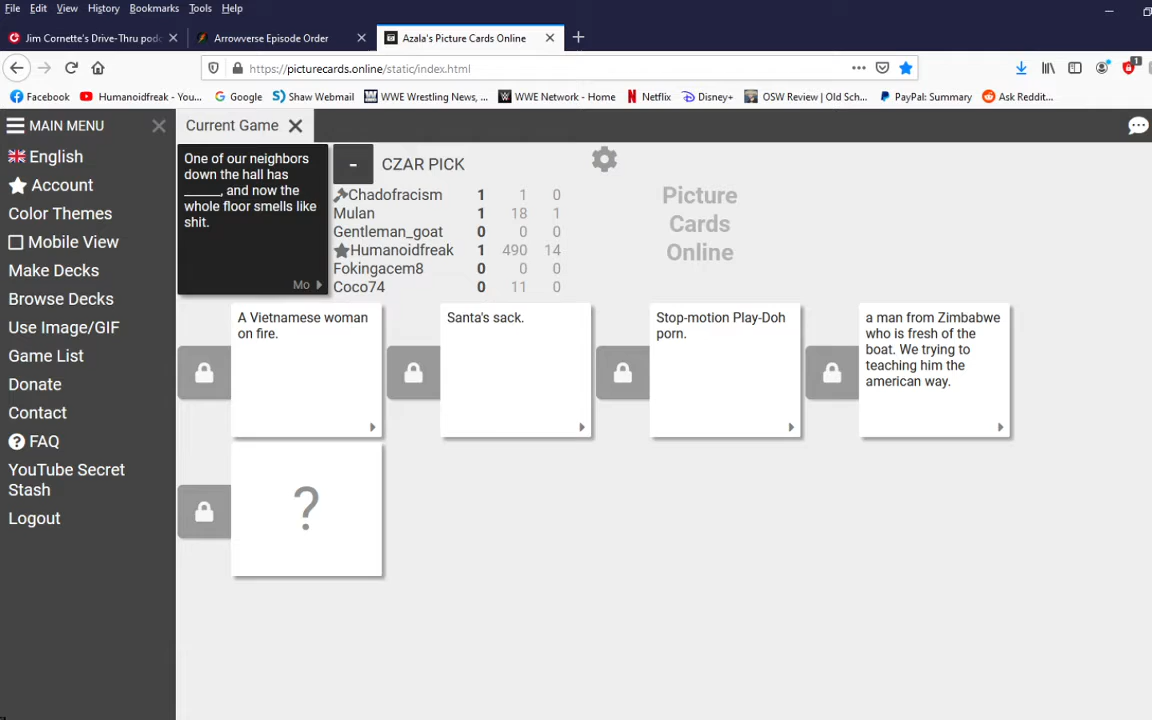 File Edit View History Bookmarks Tools Help
Jim Cornette's Drive-Thru pod
Arrowverse Episode Order
Azala's Picture Cards Online
https://picturecards.online/static/index.html
1
Facebook
Humanoidfreak - You...
Google
Shaw Webmail
WWE Wrestling News, ...
WWE Network - Home
Netflix
Disney+
OSW Review | Old Sch...
PayPal: Summary
Ask Reddit...
MAIN MENU
English
Account
Color Themes
Mobile View
Make Decks
Browse Decks
Use Image/GIF
Game List
Donate
Contact
FAQ
YouTube Secret
Stash
Logout
Current Game
One of our neighbors
down the hall has
______, and now the
whole floor smells like
shit.
Mo
-
CZAR PICK
Chadofracism 1 1 0
Mulan 1 18 1
Gentleman_goat 0 0 0
Humanoidfreak 1 490 14
Fokingacem8 0 0 0
Coco74 0 11 0
Picture
Cards
Online
A Vietnamese woman
on fire.
Santa's sack.
Stop-motion Play-Doh
porn.
a man from Zimbabwe
who is fresh of the
boat. We trying to
teaching him the
american way.
?